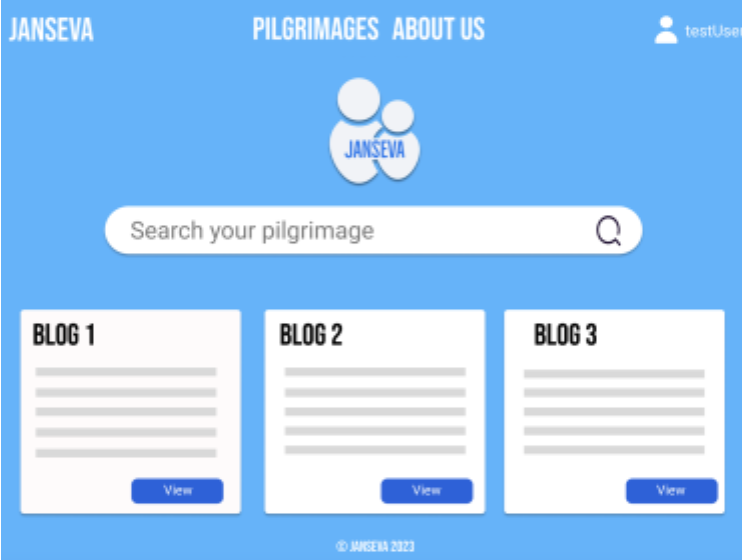 JANSEVA PILGRIMAGES ABOUT US testUser
JANSEVA
Search your pilgrimage
BLOG 1 BLOG 2 BLOG 3
View View View
© JANSEVA 2023